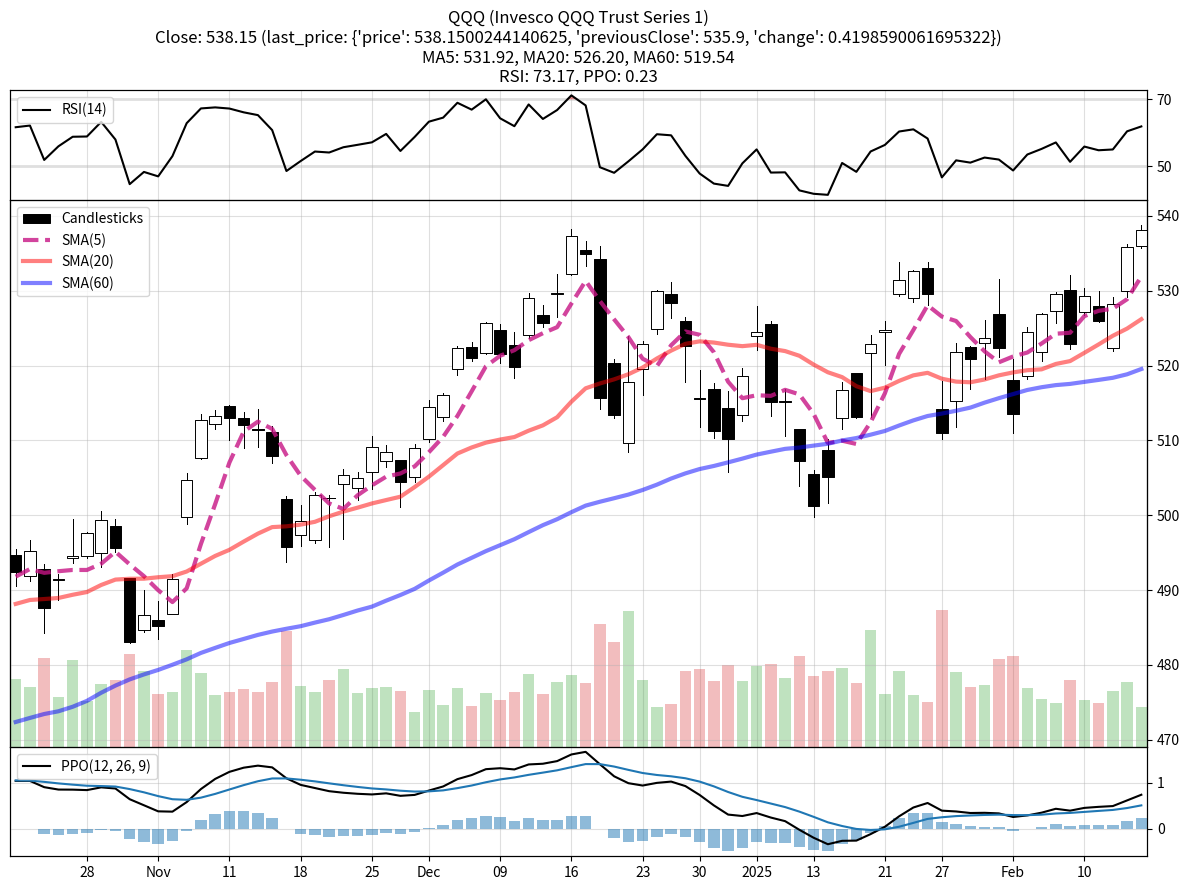 QQQ (Invesco QQQ Trust Series 1)
Close: 538.15 (last_price: {'price': 538.1500244140625, 'previousClose': 535.9, 'change': 0.4198590061695322})
MA5: 531.92, MA20: 526.20, MA60: 519.54
RSI: 73.17, PPO: 0.23
RSI(14)
70
50
Candlesticks
SMA(5)
SMA(20)
SMA(60)
540
530
520
510
500
490
480
470
PPO(12, 26, 9)
1
0
28 Nov 11 18 25 Dec 09 16 23 30 2025 13 21 27 Feb 10